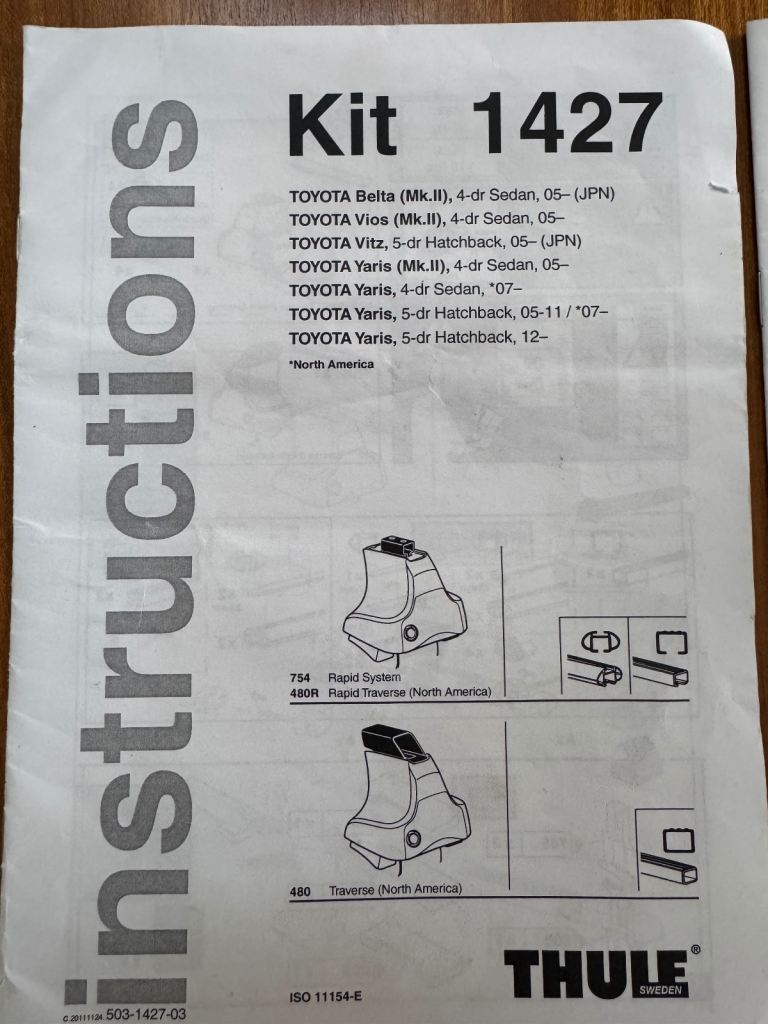 instructions
Kit 1427
TOYOTA Belta (Mk.II), 4-dr Sedan, 05– (JPN)
TOYOTA Vios (Mk.II), 4-dr Sedan, 05–
TOYOTA Vitz, 5-dr Hatchback, 05– (JPN)
TOYOTA Yaris (Mk.II), 4-dr Sedan, 05–
TOYOTA Yaris, 4-dr Sedan, *07–
TOYOTA Yaris, 5-dr Hatchback, 05-11 / *07–
TOYOTA Yaris, 5-dr Hatchback, 12–
*North America
754 Rapid System
480R Rapid Traverse (North America)
480 Traverse (North America)
THULE®
SWEDEN
ISO 11154-E
C.20111124. 503-1427-03